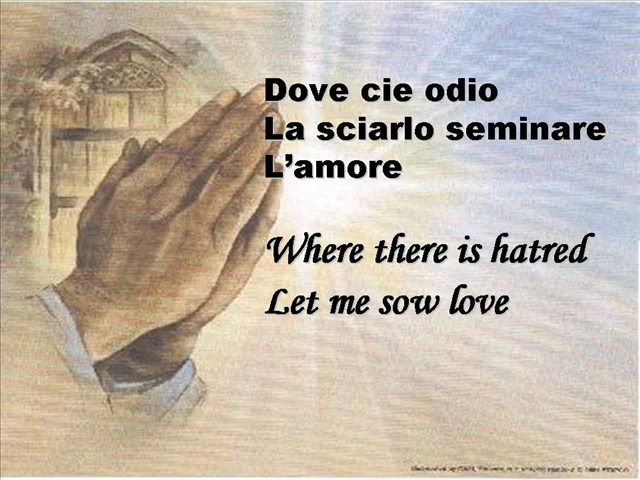 Dove cie odio
La sciarlo seminare
L'amore
Where there is hatred
Let me sow love